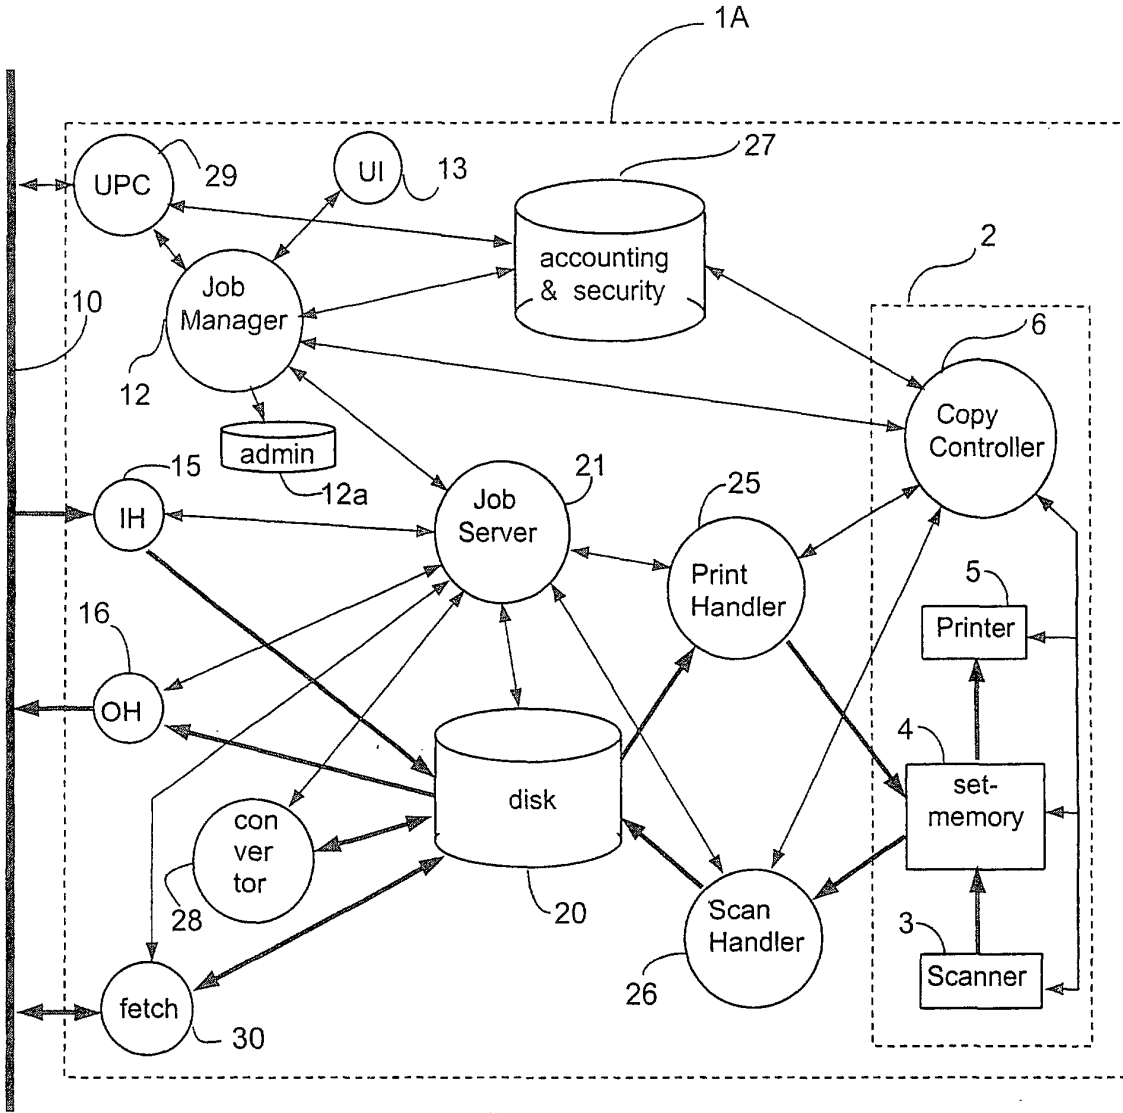 1A
UPC
29
UI
13
27
accounting
& security
2
Job
Manager
10
12
6
Copy
Controller
admin
12a
15
IH
Job
Server
21
25
Print
Handler
5
Printer
16
OH
4
set-
memory
disk
20
con
ver
tor
28
Scan
Handler
26
3
Scanner
fetch
30